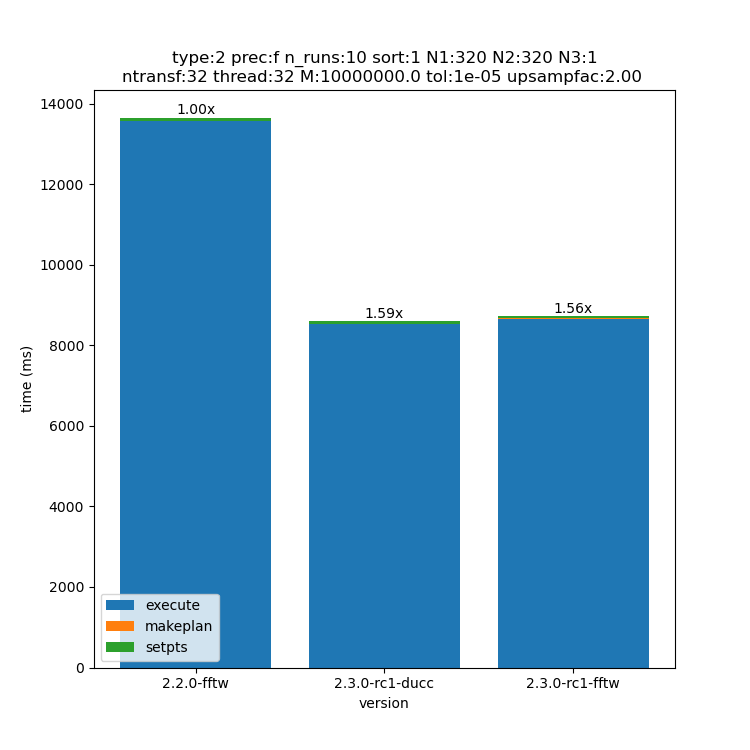 type:2 prec:f n_runs:10 sort:1 N1:320 N2:320 N3:1
ntransf:32 thread:32 M:10000000.0 tol:1e-05 upsampfac:2.00
14000
12000
10000
8000
6000
4000
2000
0
time (ms)
1.00x
1.59x
1.56x
execute
makeplan
setpts
2.2.0-fftw
2.3.0-rc1-ducc
2.3.0-rc1-fftw
version